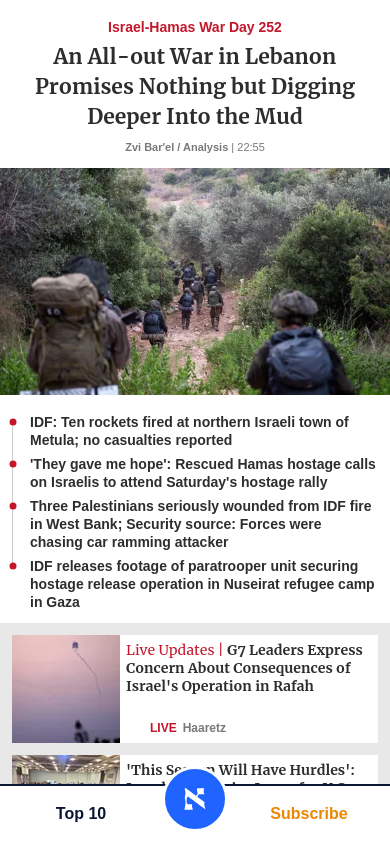 Israel-Hamas War Day 252
An All-out War in Lebanon
Promises Nothing but Digging
Deeper Into the Mud
Zvi Bar'el / Analysis | 22:55
IDF: Ten rockets fired at northern Israeli town of
Metula; no casualties reported
'They gave me hope': Rescued Hamas hostage calls
on Israelis to attend Saturday's hostage rally
Three Palestinians seriously wounded from IDF fire
in West Bank; Security source: Forces were
chasing car ramming attacker
IDF releases footage of paratrooper unit securing
hostage release operation in Nuseirat refugee camp
in Gaza
Live Updates | G7 Leaders Express
Concern About Consequences of
Israel's Operation in Rafah
LIVE Haaretz
'This Will Have Hurdles':
Top 10
Subscribe